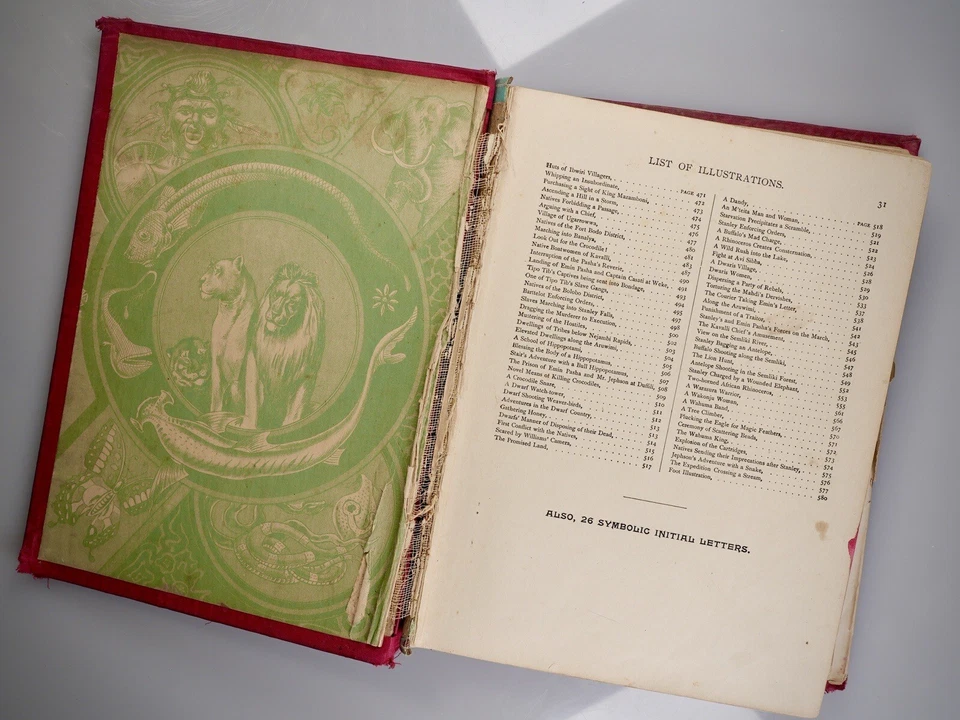 LIST OF ILLUSTRATIONS.
31
PAGE
Huts of Ibwiri Villagers, 471
Whipping an Insubordinate, 472
Purchasing a Sight of King Mazamboni, 473
Ascending a Hill in a Storm, 474
Natives Forbidding a Passage, 475
Arguing with a Chief, 476
Village of Ugarrowwa, 477
Natives of the Fort Bodo District, 480
Marching into Banalya, 481
Look Out for the Crocodile! 483
Native Boatwomen of Kavalli, 487
Interruption of the Pasha's Reverie, 490
Landing of Emin Pasha and Captain Casati at Weke, 491
Tipo Tib's Captives being sent into Bondage, 493
One of Tipo Tib's Slave Gangs, 494
Natives of the Bolobo District, 495
Enforcing Orders, 497
Slaves Marching into Stanley Falls, 498
Dragging the Murderer to Execution, 500
Mustering of the Hostiles, 502
Dwellings of Tribes below Nejambi Rapids, 503
Elevated Dwellings along the Aruwimi, 504
A School of Hippopotami, 505
Blessing the Body of a Hippopotamus, 506
Stair's Adventure with a Bull Hippopotamus, 507
The Prison of Emin Pasha and Mr. Jephson at Dufili, 508
Novel Means of Killing Crocodiles, 509
A Crocodile Snare, 510
A Dwarf Watch-tower, 511
Dwarf Shooting Weaver-birds, 512
Adventures in the Dwarf Country, 513
Gathering Honey, 513
Dwarfs' Manner of Disposing of their Dead, 514
First Conflict with the Natives, 515
Scared by Williams' Camera, 516
The Promised Land, 517
PAGE
A Dandy, 518
An Man and Woman, 519
Starvation Precipitates a Scramble, 521
Stanley Enforcing Orders, 522
A Buffalo's Mad Charge, 523
A Rhinoceros Creates Consternation, 524
A Wild Rush into the Lake, 526
Fight at Avi Sibba, 528
A Dwaris Village, 529
Dwaris Women, 530
Dispersing a Party of Rebels, 533
Torturing the Mahdi's Dervishes, 537
The Courier Taking Emin's Letter, 538
Along the Aruwimi, 541
Punishment of a Traitor, 542
Stanley's and Emin Pasha's Forces on the March, 543
The Kavalli Chief's Amusement, 545
View on the Semliki River, 546
Stanley Bagging an Antelope, 547
Buffalo Shooting along the Semliki, 548
The Lion Hunt, 549
Antelope Shooting in the Semliki Forest, 552
Stanley Charged by a Wounded Elephant, 553
Two-horned African Rhinoceros, 555
A Warasura Warrior, 561
A Wakonju Woman, 566
A Wahuma Band, 567
A Tree Climber, 570
Plucking the Eagle for Magic Feathers, 571
Ceremony of Scattering Beads, 572
The Wahuma King, 573
Explosion of the Cartridges, 574
Natives Sending their Imprecations after Stanley, 575
Jephson's Adventure with a Snake, 576
The Expedition Crossing a Stream, 577
Foot Illustration, 580
ALSO, 26 SYMBOLIC INITIAL LETTERS.